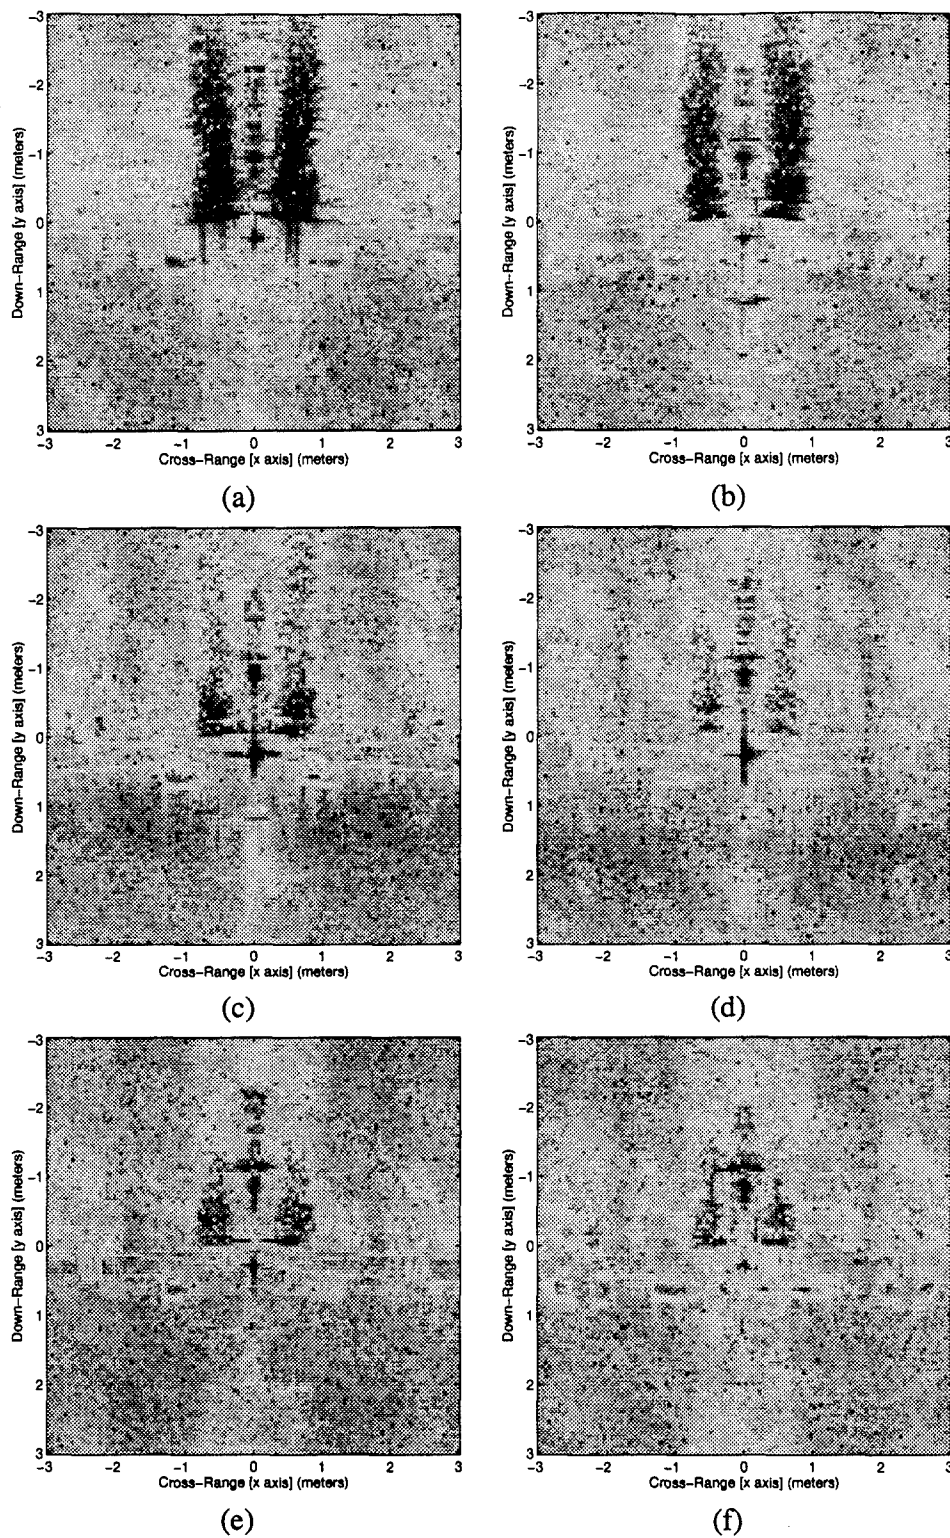 -3
-2
-1
0
1
2
3
Down-Range [y axis] (meters)
-3 -2 -1 0 1 2 3
Cross-Range [x axis] (meters)
(a)
-3
-2
-1
0
1
2
3
Down-Range [y axis] (meters)
-3 -2 -1 0 1 2 3
Cross-Range [x axis] (meters)
(b)
-3
-2
-1
0
1
2
3
Down-Range [y axis] (meters)
-3 -2 -1 0 1 2 3
Cross-Range [x axis] (meters)
(c)
-3
-2
-1
0
1
2
3
Down-Range [y axis] (meters)
-3 -2 -1 0 1 2 3
Cross-Range [x axis] (meters)
(d)
-3
-2
-1
0
1
2
3
Down-Range [y axis] (meters)
-3 -2 -1 0 1 2 3
Cross-Range [x axis] (meters)
(e)
-3
-2
-1
0
1
2
3
Down-Range [y axis] (meters)
-3 -2 -1 0 1 2 3
Cross-Range [x axis] (meters)
(f)